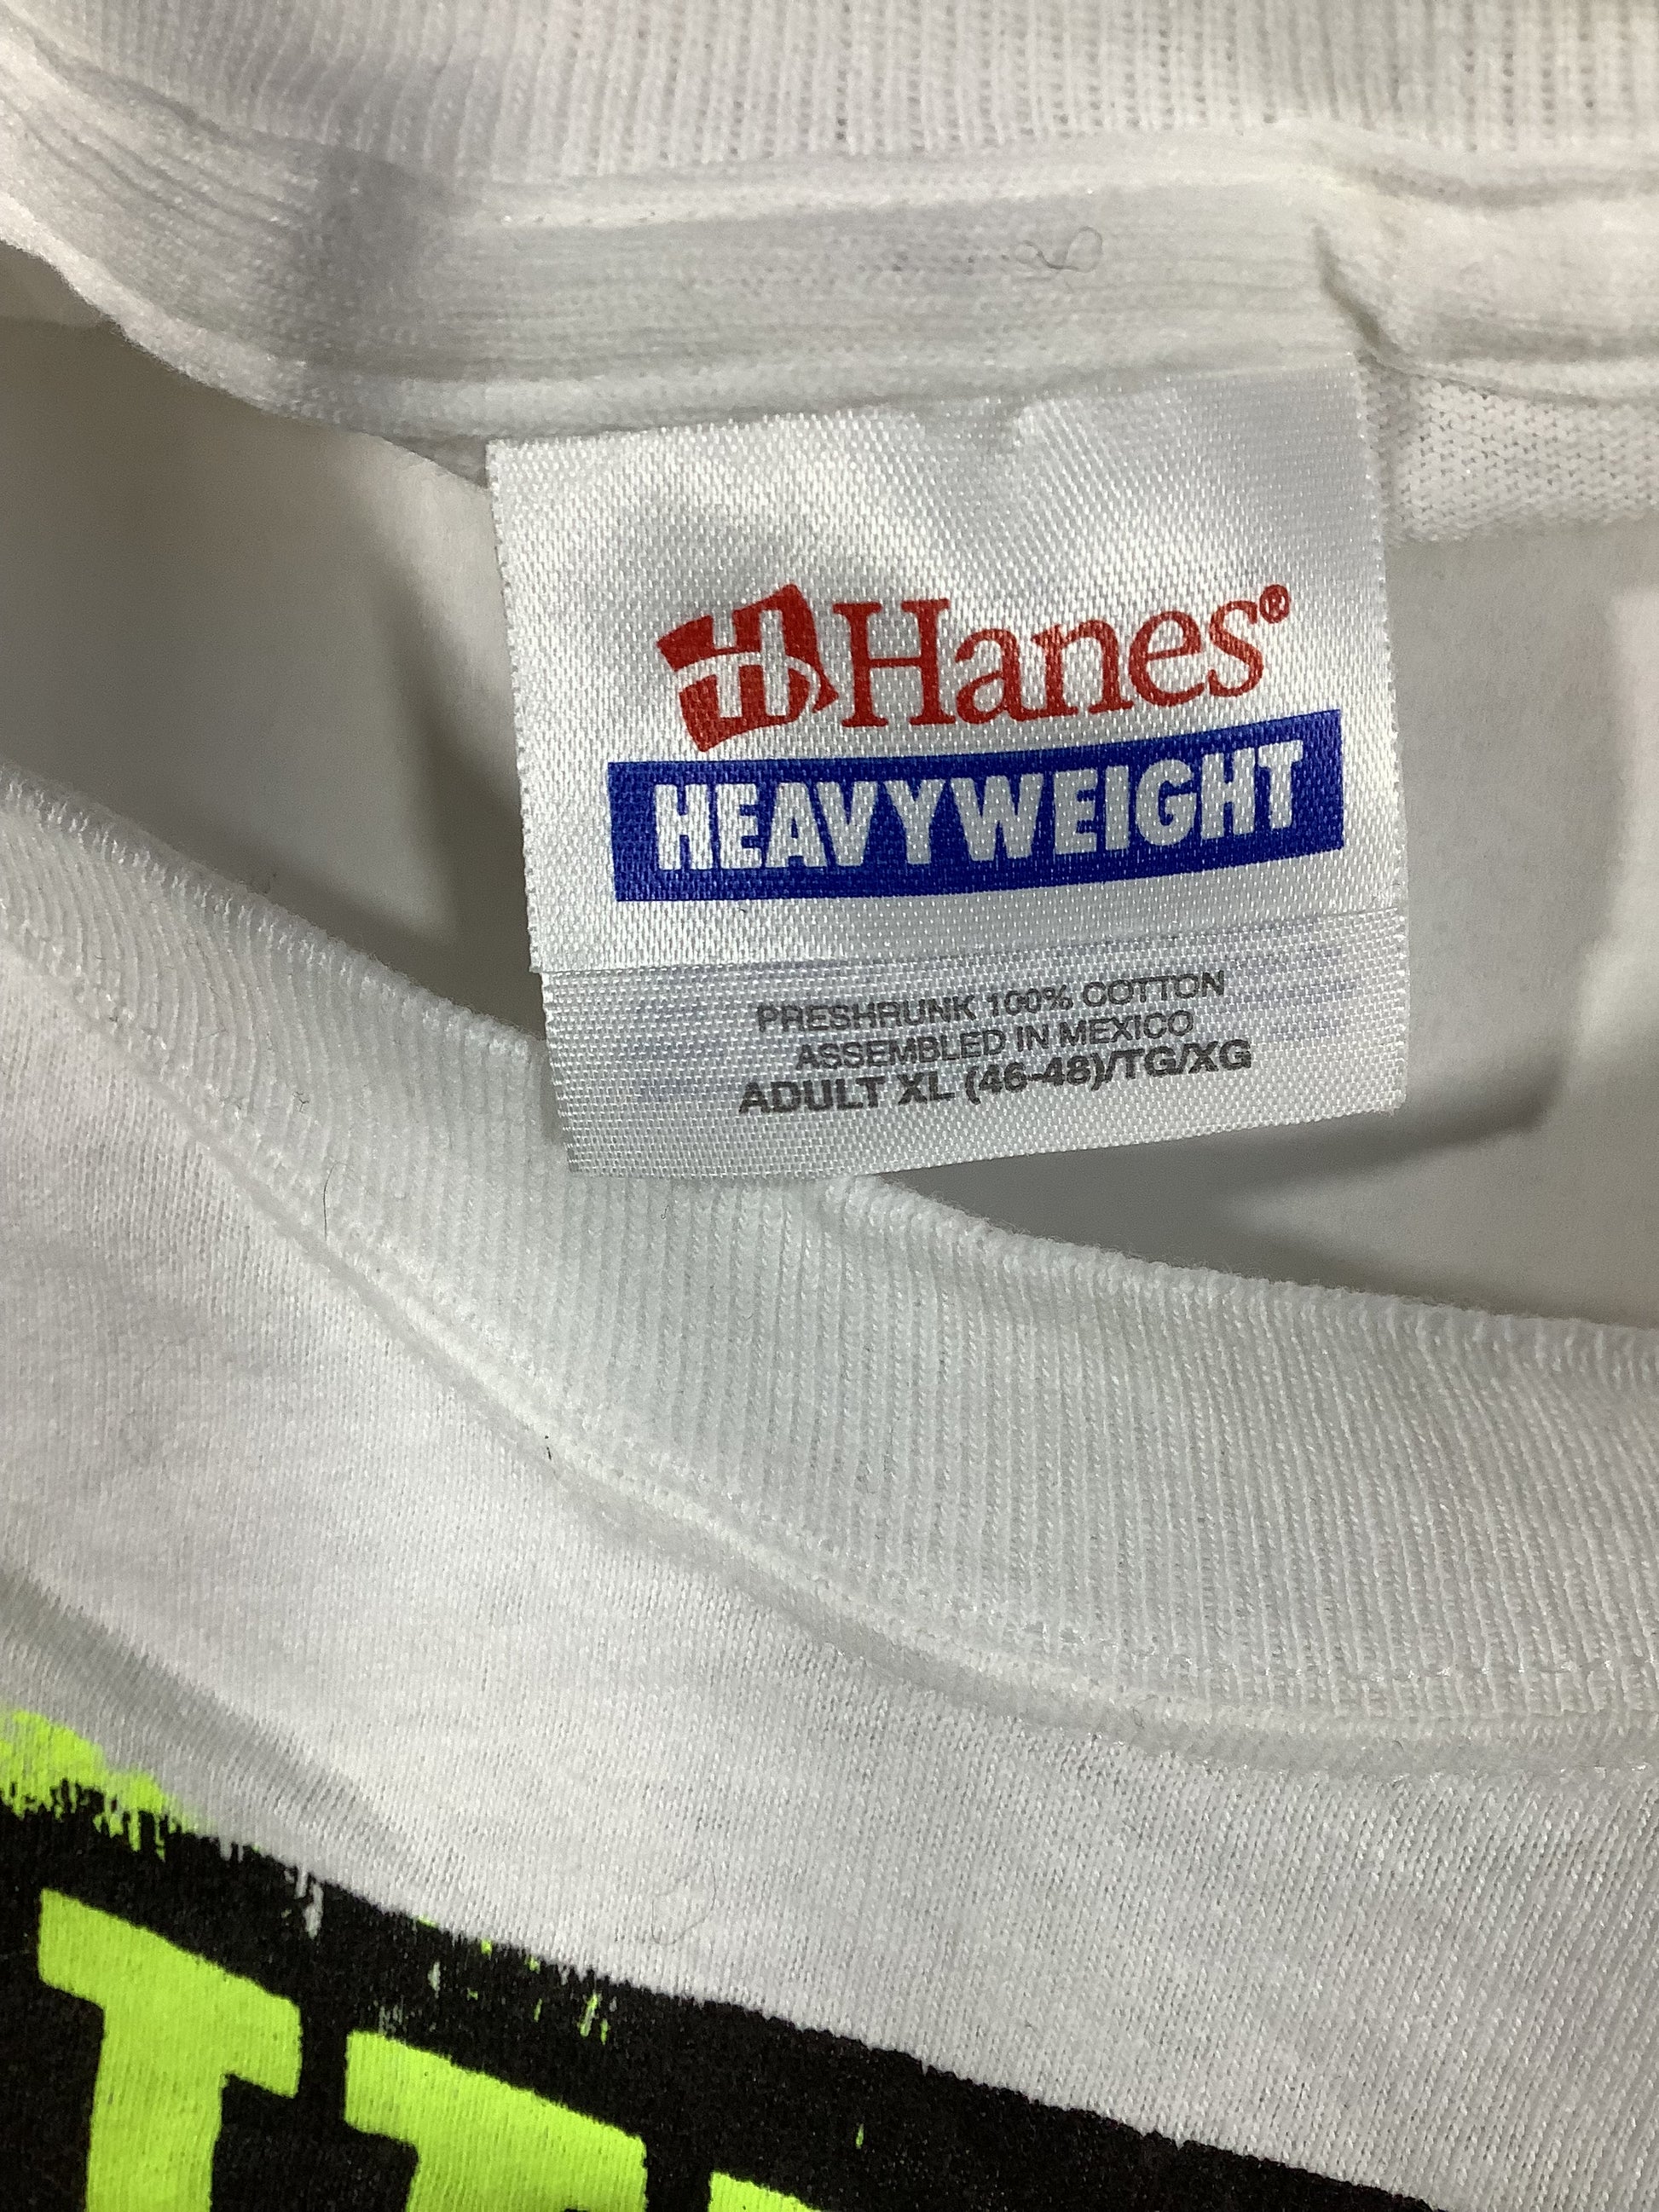 Hanes®
HEAVYWEIGHT
PRESHRUNK 100% COTTON
ASSEMBLED IN MEXICO
ADULT XL (46-48)/TG/XG